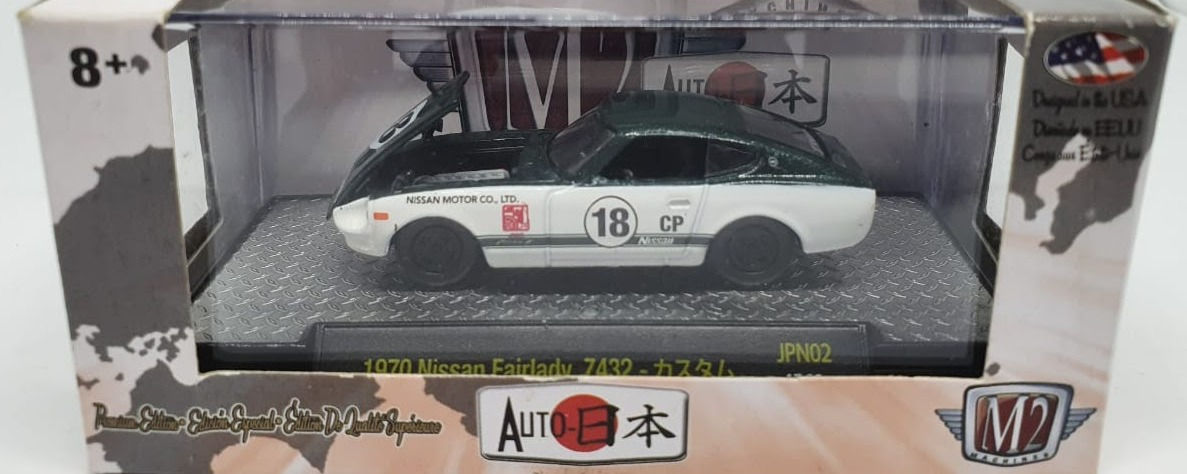 8+
M2
AUTO-日本
Designed in the USA
Diseñado en EEUU
NISSAN MOTOR CO., LTD.
18
CP
Nissan
JPN02
1970 Nissan Fairlady Z432 - カスタム
Premium Edition • Edición Especial • Édition De Qualité Supérieure
AUTO-日本
M2
MACHINES